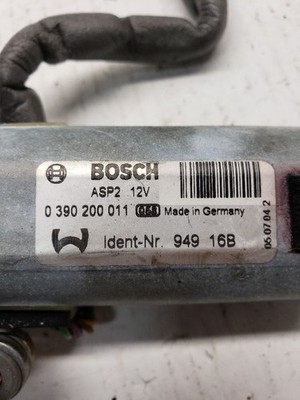 BOSCH
ASP2 12V
0 390 200 011 Made in Germany
Ident-Nr. 949 16B
05.07.04 2